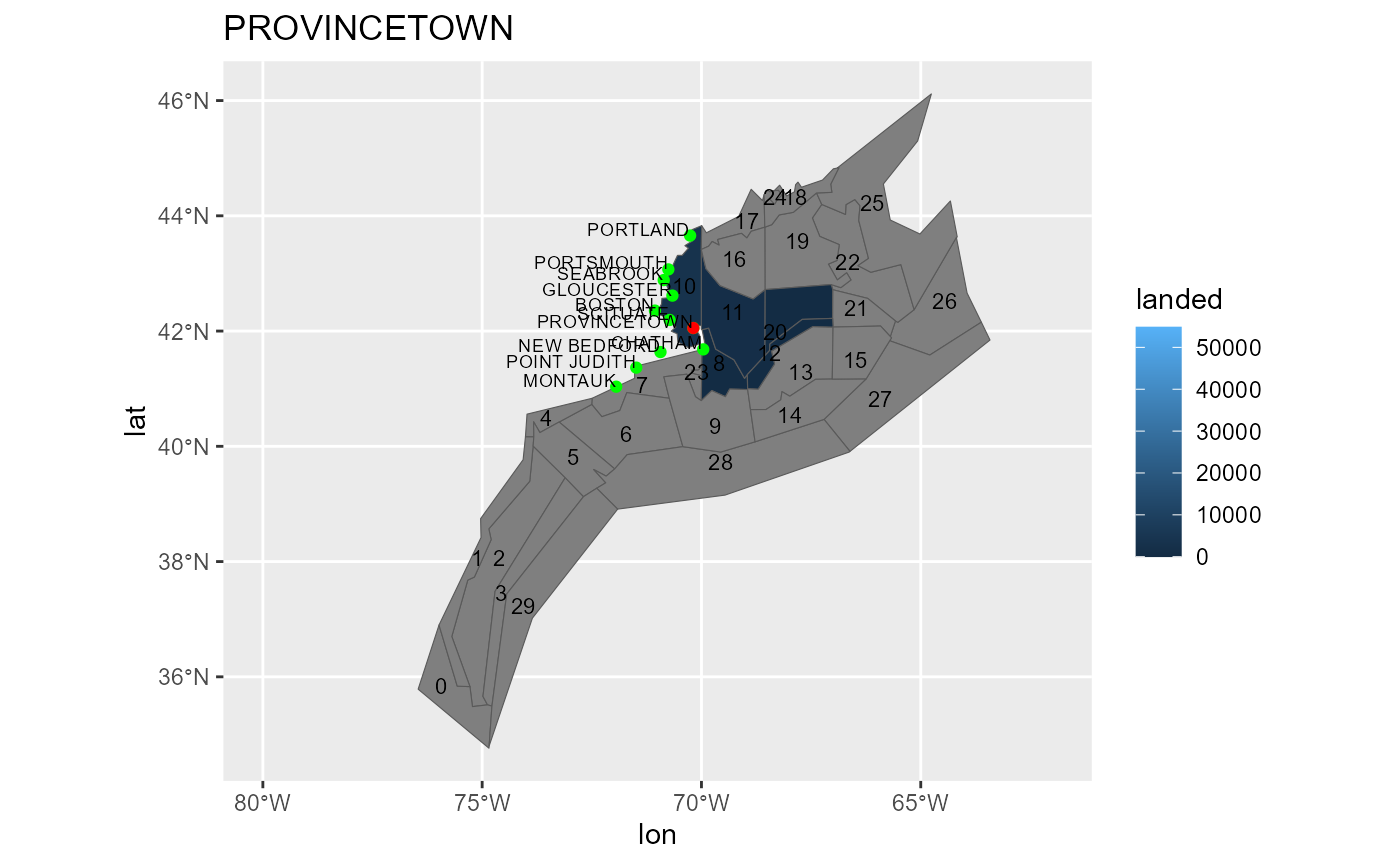 PROVINCETOWN
46°N
44°N
42°N
40°N
38°N
36°N
lat
80°W
75°W
70°W
65°W
lon
PORTLAND
PORTSMOUTH
SEABROOK
GLOUCESTER
BOSTON
SCITUATE
PROVINCETOWN
CHATHAM
NEW BEDFORD
POINT JUDITH
MONTAUK
24
18
25
17
19
16
22
10
26
11
21
20
12
8
15
23
13
7
27
14
4
9
6
5
28
1
2
3
29
0
landed
50000
40000
30000
20000
10000
0